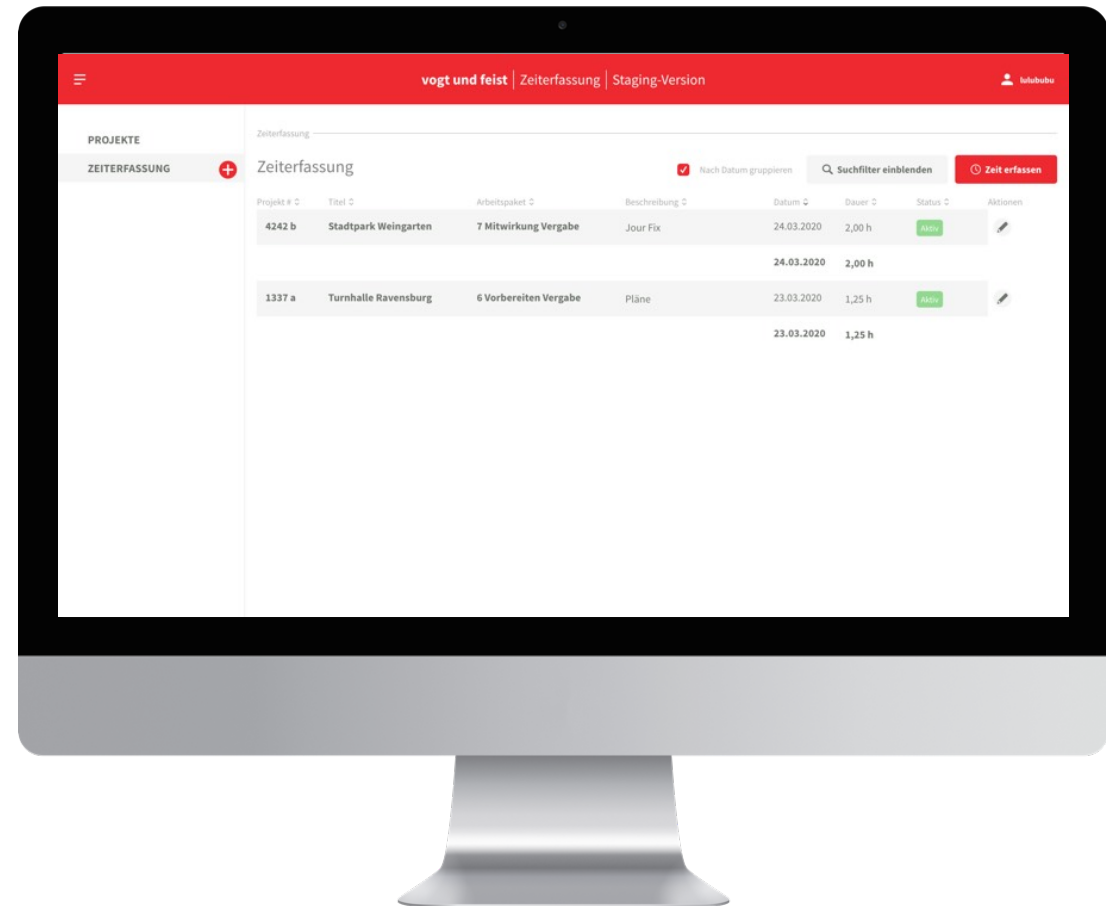 vogt und feist | Zeiterfassung | Staging-Version
lulububu
PROJEKTE
ZEITERFASSUNG
Zeiterfassung
Zeiterfassung
Nach Datum gruppieren
Suchfilter einblenden
Zeit erfassen
Projekt # Titel Arbeitspaket Beschreibung Datum Dauer Status Aktionen
4242 b Stadtpark Weingarten 7 Mitwirkung Vergabe Jour Fix 24.03.2020 2,00 h Aktiv
24.03.2020 2,00 h
1337 a Turnhalle Ravensburg 6 Vorbereiten Vergabe Pläne 23.03.2020 1,25 h Aktiv
23.03.2020 1,25 h